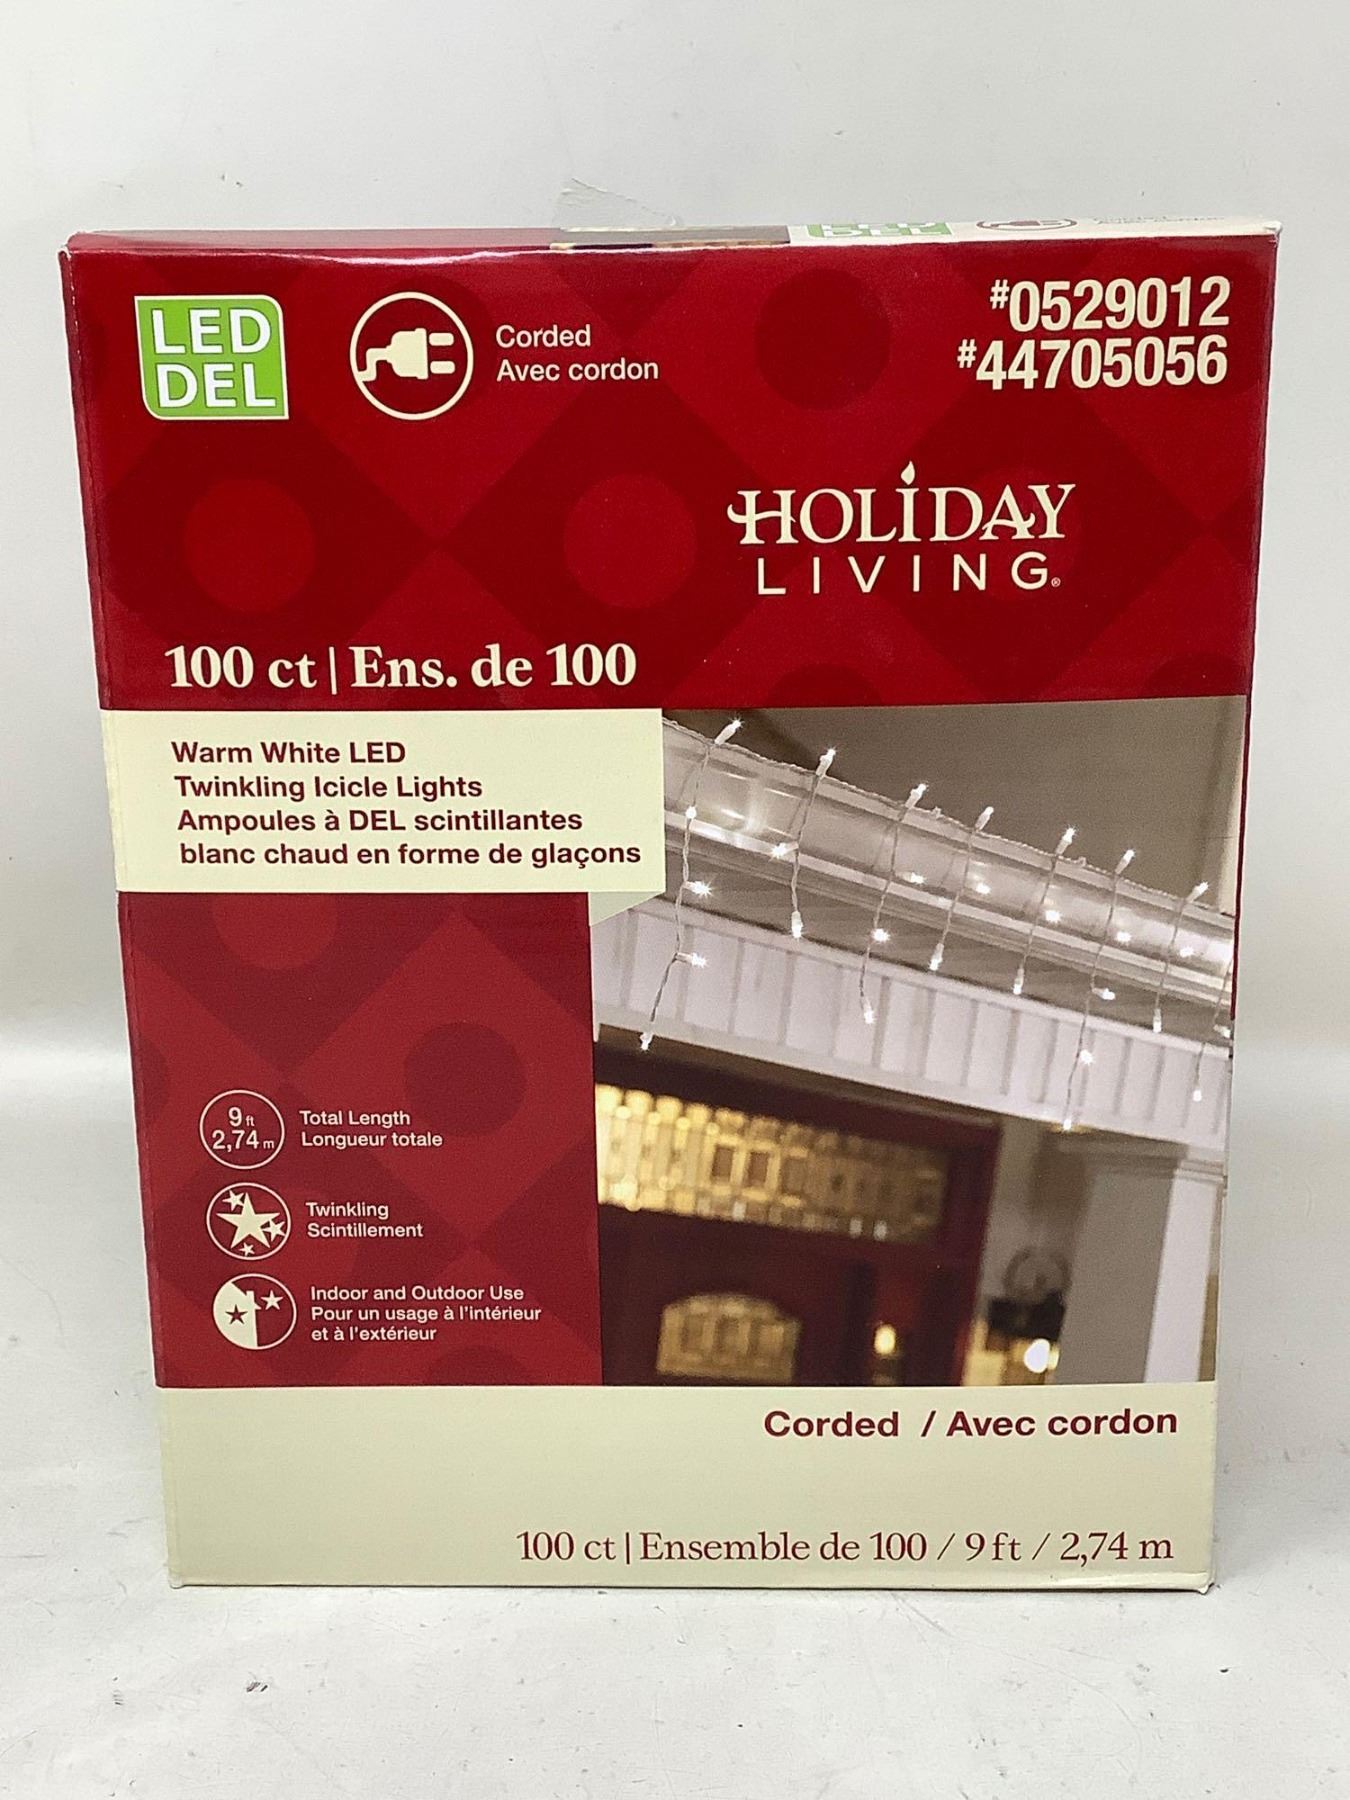 LED
DEL
Corded
Avec cordon
#0529012
#44705056
HOLIDAY
LIVING®
100 ct | Ens. de 100
Warm White LED
Twinkling Icicle Lights
Ampoules à DEL scintillantes
blanc chaud en forme de glaçons
9 ft
2,74 m
Total Length
Longueur totale
Twinkling
Scintillement
Indoor and Outdoor Use
Pour un usage à l'intérieur
et à l'extérieur
Corded / Avec cordon
100 ct | Ensemble de 100 / 9 ft / 2,74 m